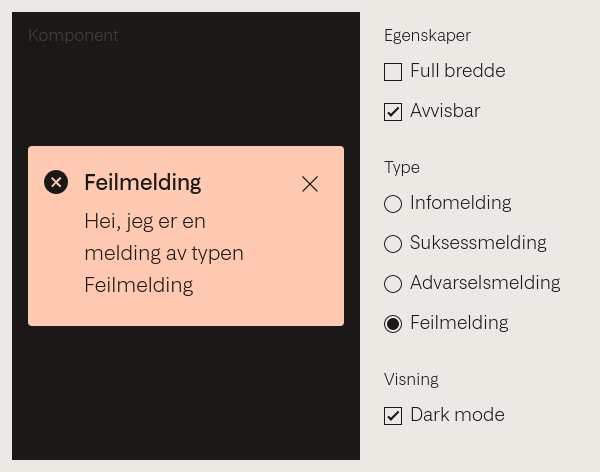 Komponent
Feilmelding
Hei, jeg er en
melding av typen
Feilmelding
Egenskaper
Full bredde
Avvisbar
Type
Infomelding
Suksessmelding
Advarselsmelding
Feilmelding
Visning
Dark mode